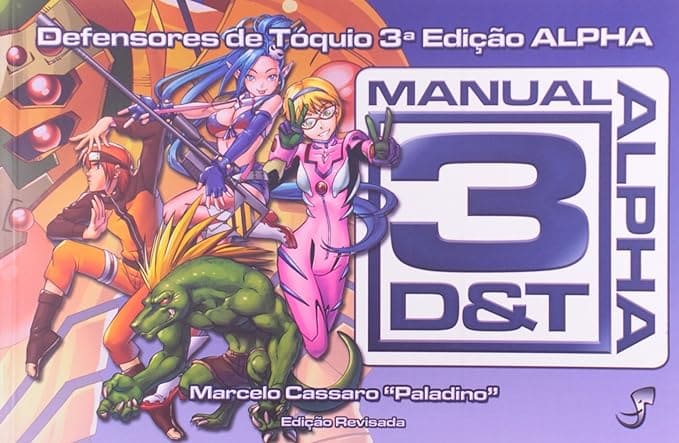 Defensores de Tóquio 3ª Edição ALPHA
MANUAL
3
D&T
ALPHA
Marcelo Cassaro “Paladino”
Edição Revisada